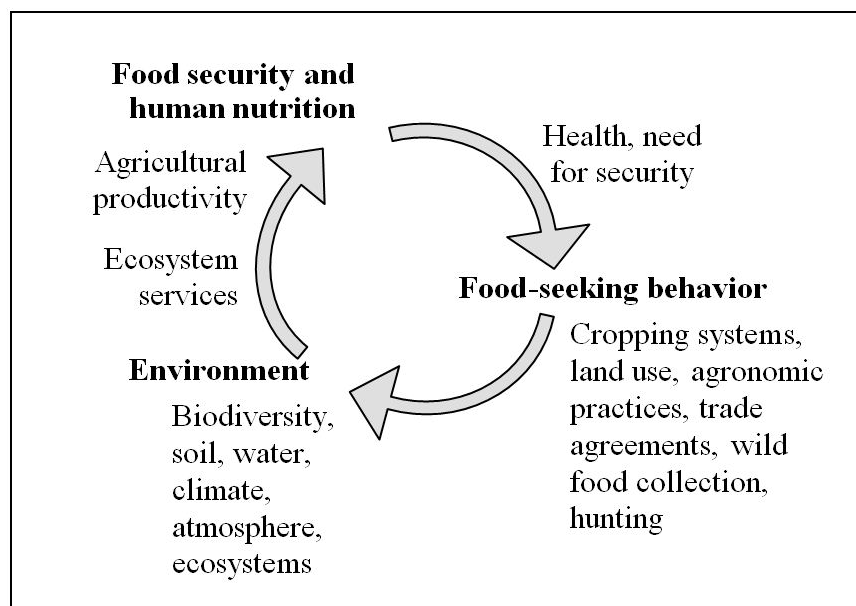 Food security and
human nutrition
Health, need
for security
Agricultural
productivity
Ecosystem
services
Food-seeking behavior
Cropping systems,
land use, agronomic
practices, trade
agreements, wild
food collection,
hunting
Environment
Biodiversity,
soil, water,
climate,
atmosphere,
ecosystems